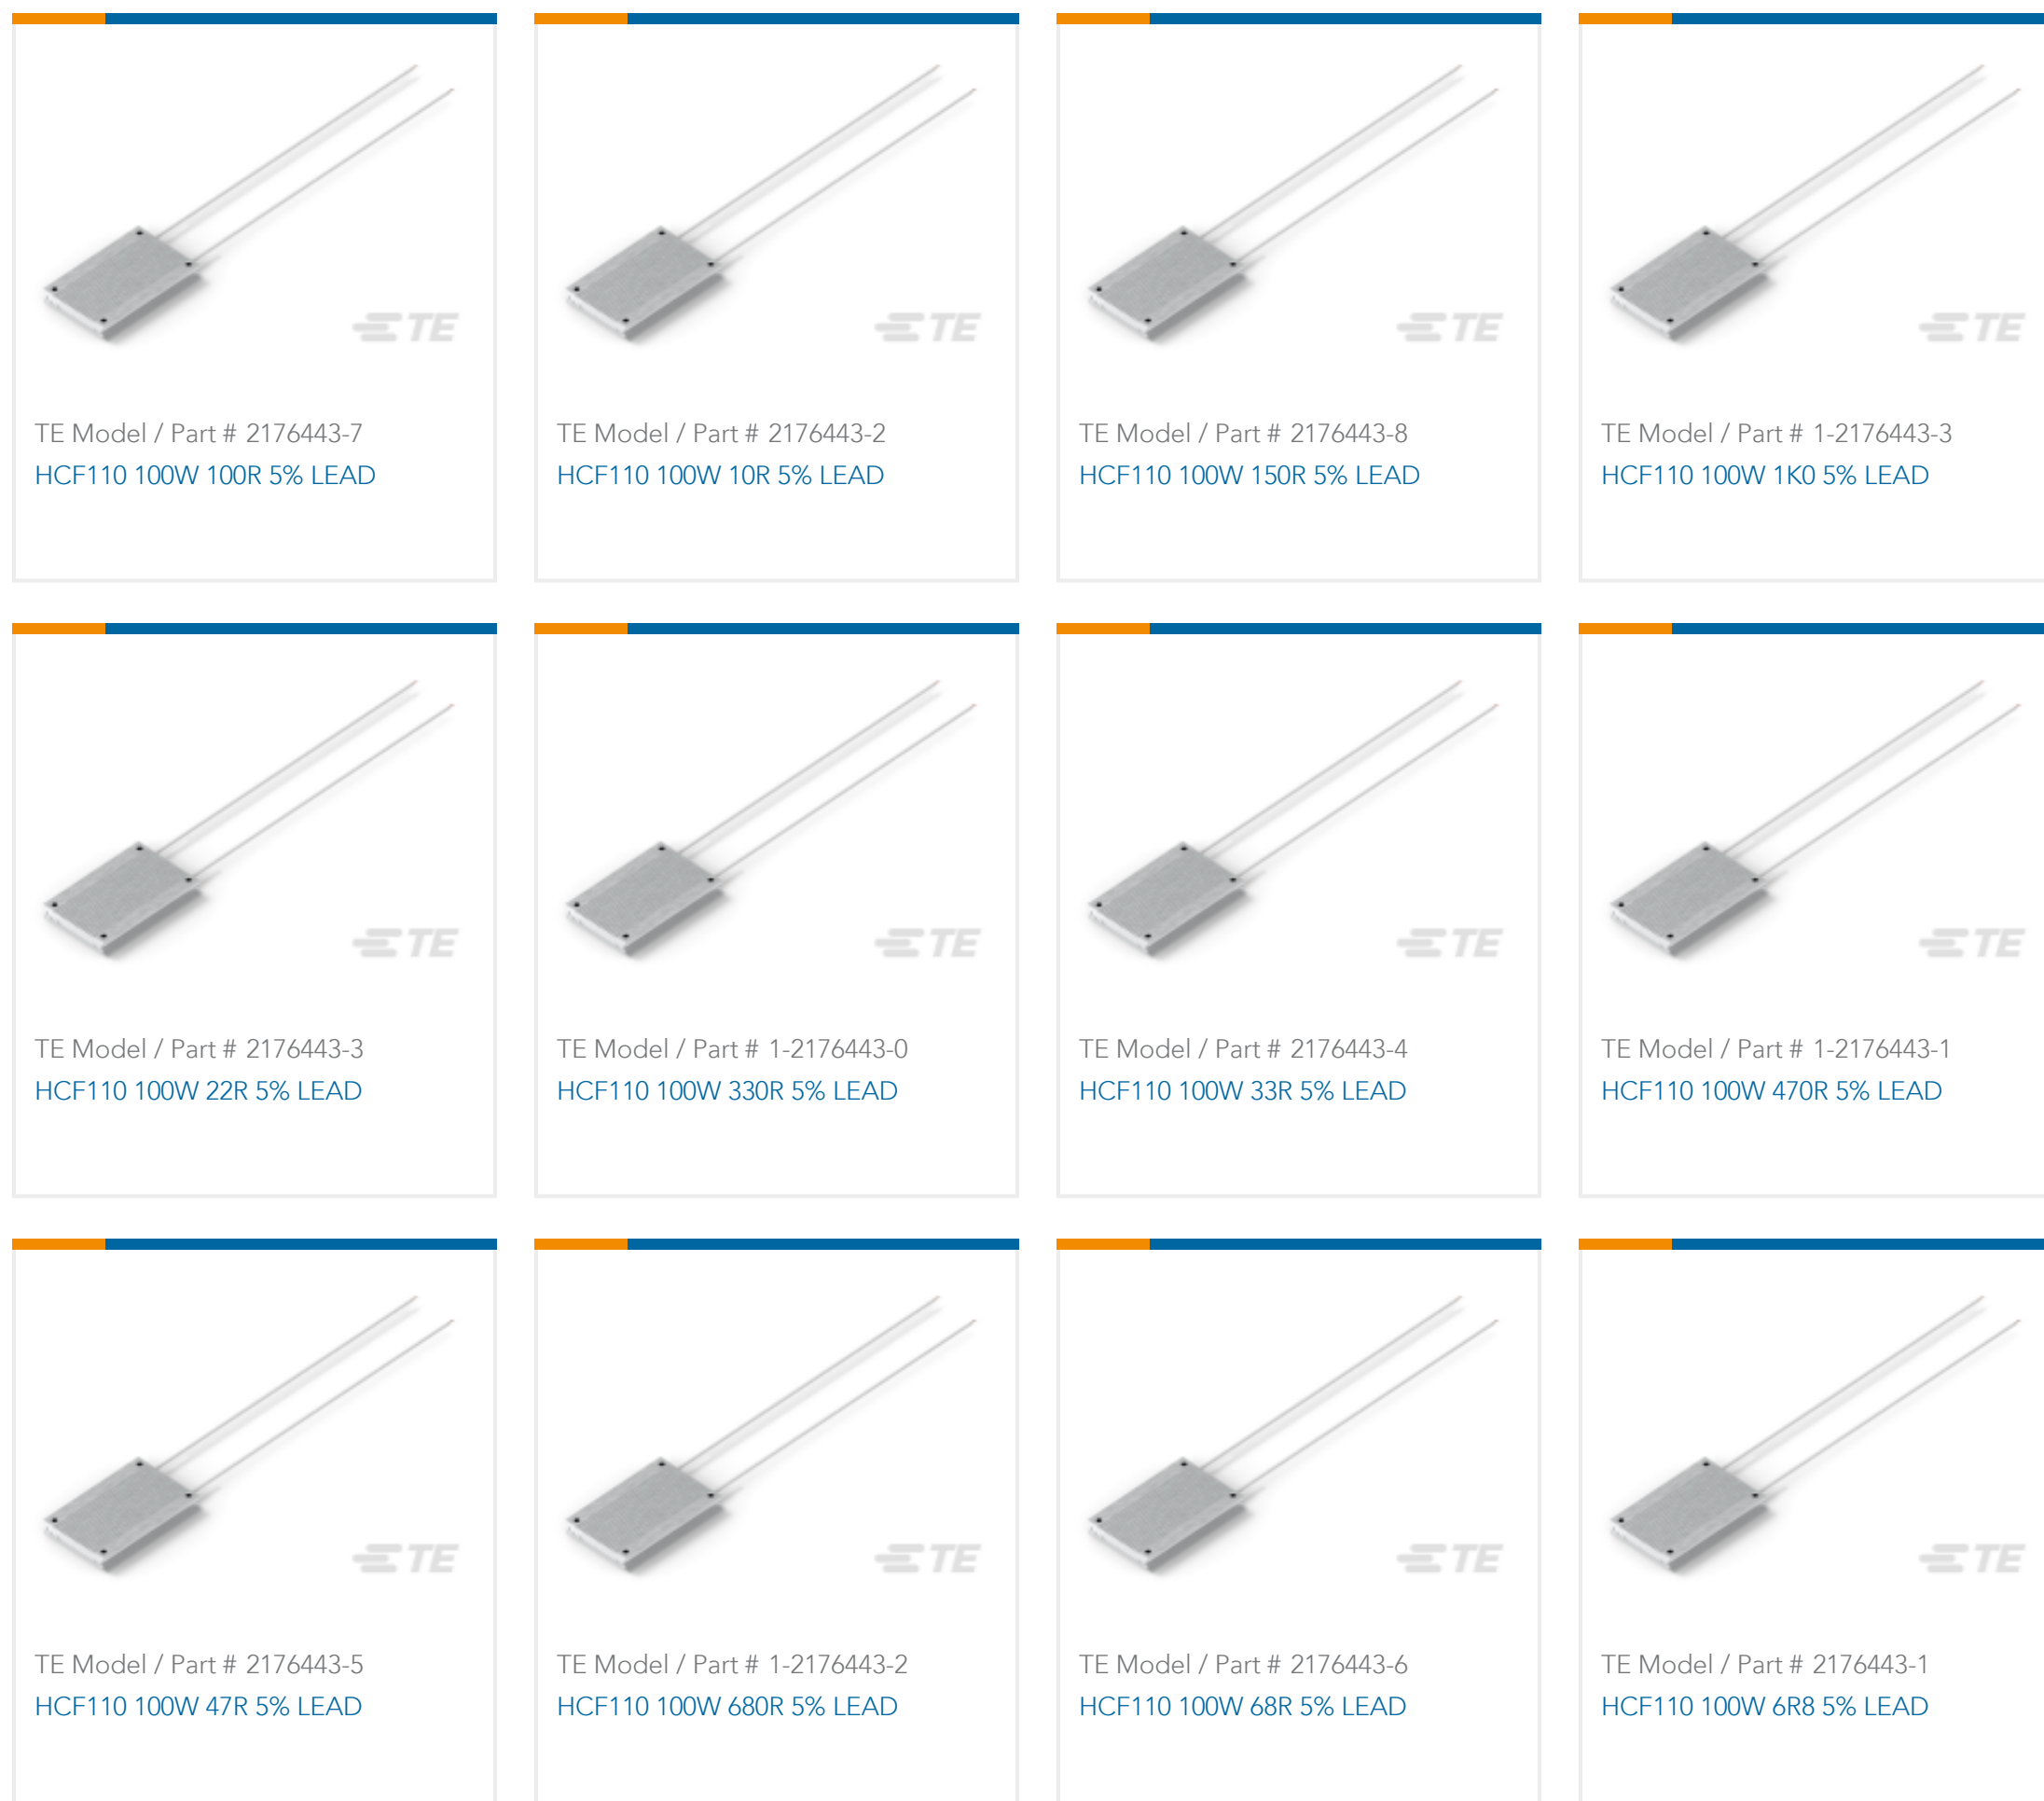 TE
TE
TE
TE
TE Model / Part # 2176443-7
HCF110 100W 100R 5% LEAD
TE Model / Part # 2176443-2
HCF110 100W 10R 5% LEAD
TE Model / Part # 2176443-8
HCF110 100W 150R 5% LEAD
TE Model / Part # 1-2176443-3
HCF110 100W 1K0 5% LEAD
TE
TE
TE
TE
TE Model / Part # 2176443-3
HCF110 100W 22R 5% LEAD
TE Model / Part # 1-2176443-0
HCF110 100W 330R 5% LEAD
TE Model / Part # 2176443-4
HCF110 100W 33R 5% LEAD
TE Model / Part # 1-2176443-1
HCF110 100W 470R 5% LEAD
TE
TE
TE
TE
TE Model / Part # 2176443-5
HCF110 100W 47R 5% LEAD
TE Model / Part # 1-2176443-2
HCF110 100W 680R 5% LEAD
TE Model / Part # 2176443-6
HCF110 100W 68R 5% LEAD
TE Model / Part # 2176443-1
HCF110 100W 6R8 5% LEAD